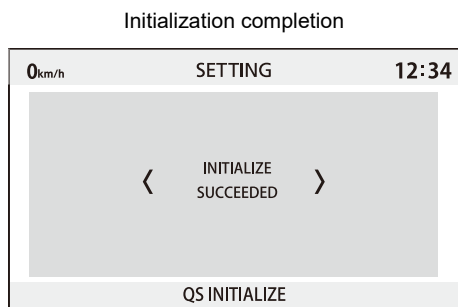 Initialization completion
0km/h SETTING 12:34
INITIALIZE
SUCCEEDED
QS INITIALIZE